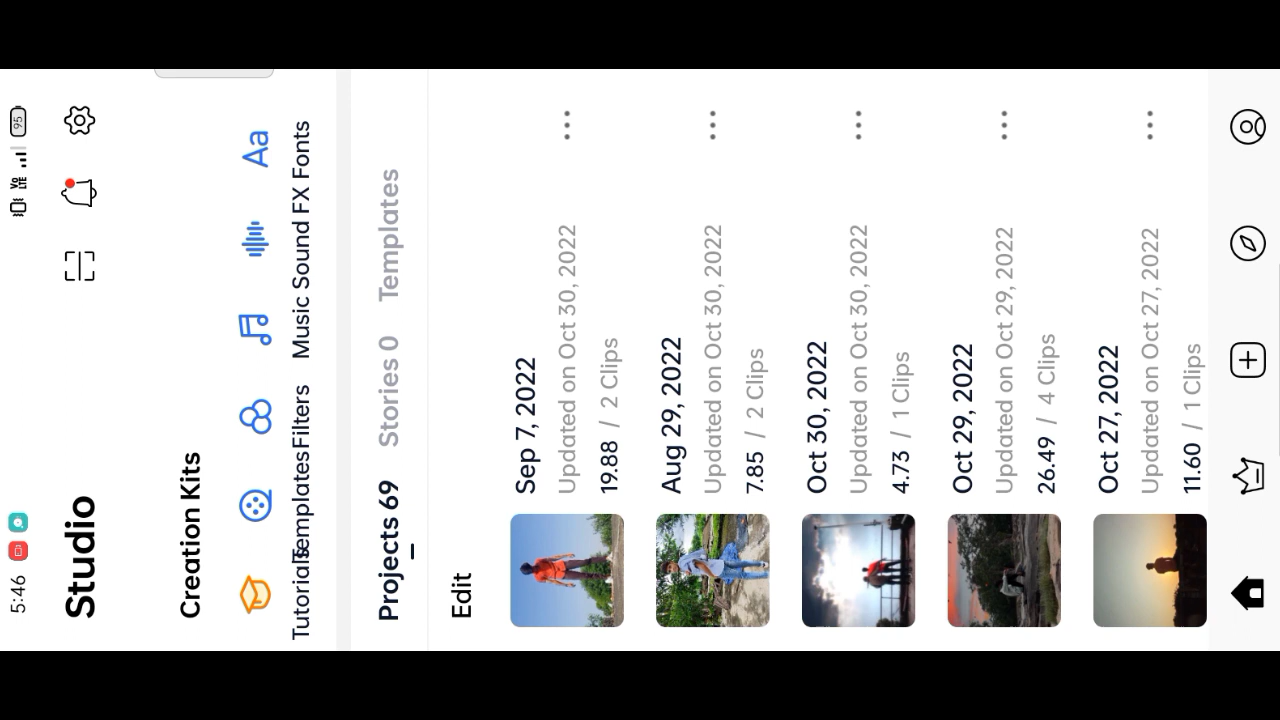 5:46
VO LTE
95
Studio
Creation Kits
Tutorials
Templates
Filters
Music
Sound FX
Fonts
Aa
Projects 69
Stories 0
Templates
Edit
Sep 7, 2022
Updated on Oct 30, 2022
19.88 / 2 Clips
Aug 29, 2022
Updated on Oct 30, 2022
7.85 / 2 Clips
Oct 30, 2022
Updated on Oct 30, 2022
4.73 / 1 Clips
Oct 29, 2022
Updated on Oct 29, 2022
26.49 / 4 Clips
Oct 27, 2022
Updated on Oct 27, 2022
11.60 / 1 Clips